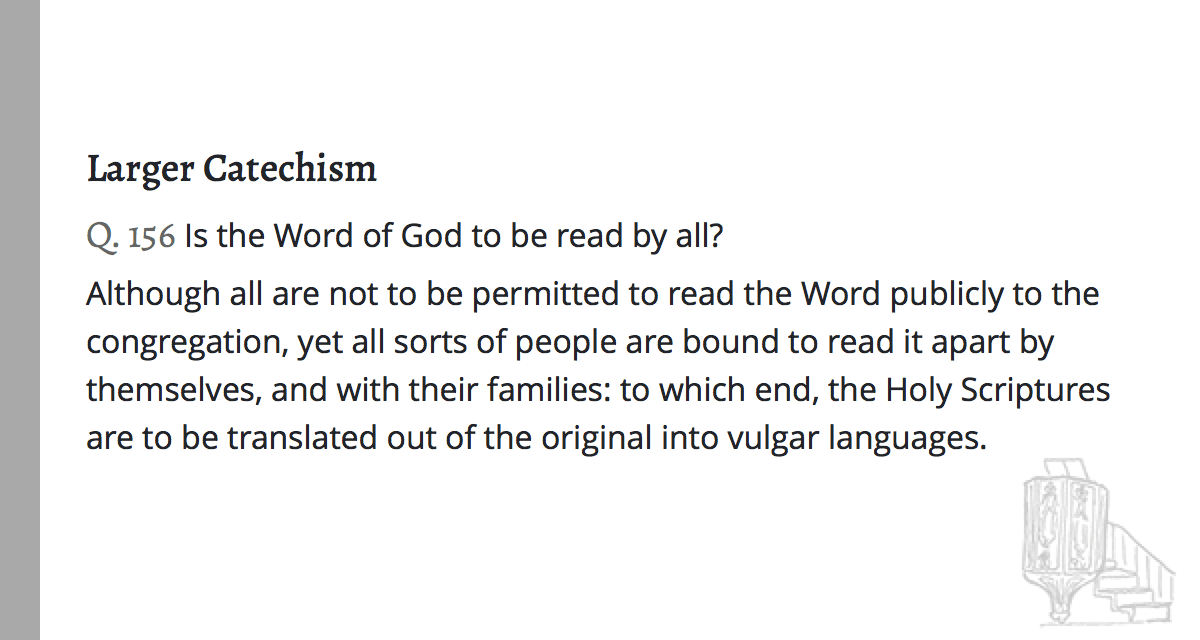 Larger Catechism
Q. 156 Is the Word of God to be read by all?
Although all are not to be permitted to read the Word publicly to the
congregation, yet all sorts of people are bound to read it apart by
themselves, and with their families: to which end, the Holy Scriptures
are to be translated out of the original into vulgar languages.